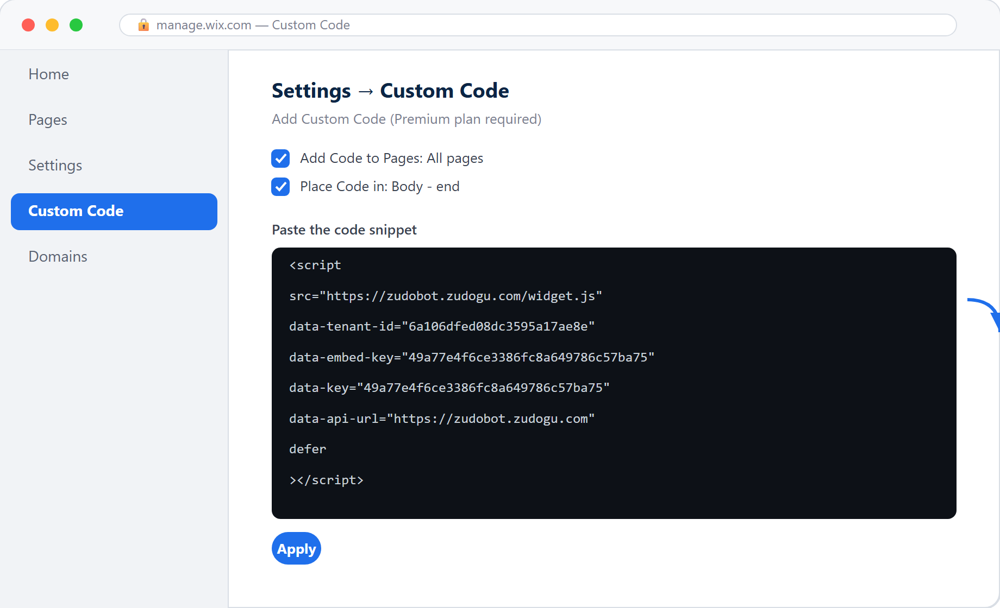 manage.wix.com — Custom Code
Home
Pages
Settings
Custom Code
Domains
Settings → Custom Code
Add Custom Code (Premium plan required)
Add Code to Pages: All pages
Place Code in: Body - end
Paste the code snippet
<script
src="https://zudobot.zudogu.com/widget.js"
data-tenant-id="6a106dfed08dc3595a17ae8e"
data-embed-key="49a77e4f6ce3386fc8a649786c57ba75"
data-key="49a77e4f6ce3386fc8a649786c57ba75"
data-api-url="https://zudobot.zudogu.com"
defer
></script>
Apply